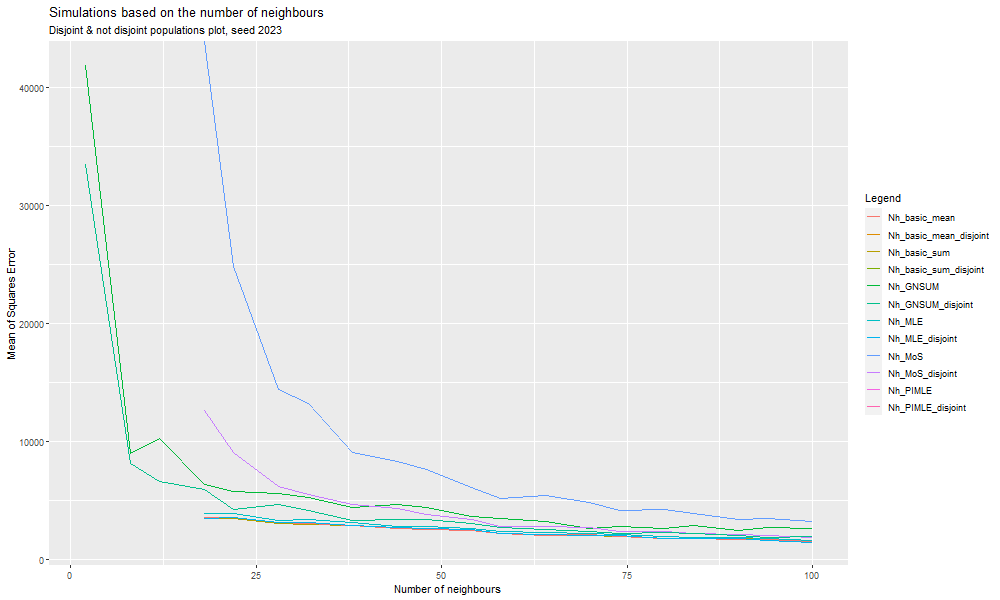 Simulations based on the number of neighbours
Disjoint & not disjoint populations plot, seed 2023
Mean of Squares Error
40000
30000
20000
10000
0
0 25 50 75 100
Number of neighbours
Legend
Nh_basic_mean
Nh_basic_mean_disjoint
Nh_basic_sum
Nh_basic_sum_disjoint
Nh_GNSUM
Nh_GNSUM_disjoint
Nh_MLE
Nh_MLE_disjoint
Nh_MoS
Nh_MoS_disjoint
Nh_PIMLE
Nh_PIMLE_disjoint